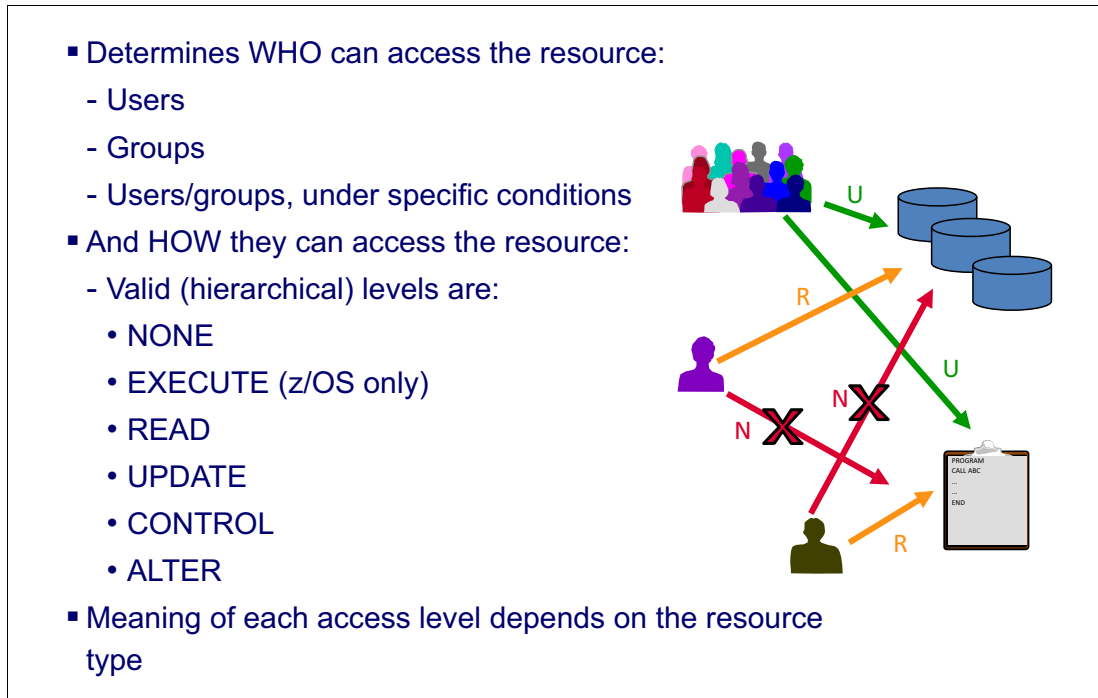 ▪ Determines WHO can access the resource:
- Users
- Groups
- Users/groups, under specific conditions
▪ And HOW they can access the resource:
- Valid (hierarchical) levels are:
• NONE
• EXECUTE (z/OS only)
• READ
• UPDATE
• CONTROL
• ALTER
▪ Meaning of each access level depends on the resource
type
U
R
U
N
N
R
PROGRAM
CALL ABC
...
...
END